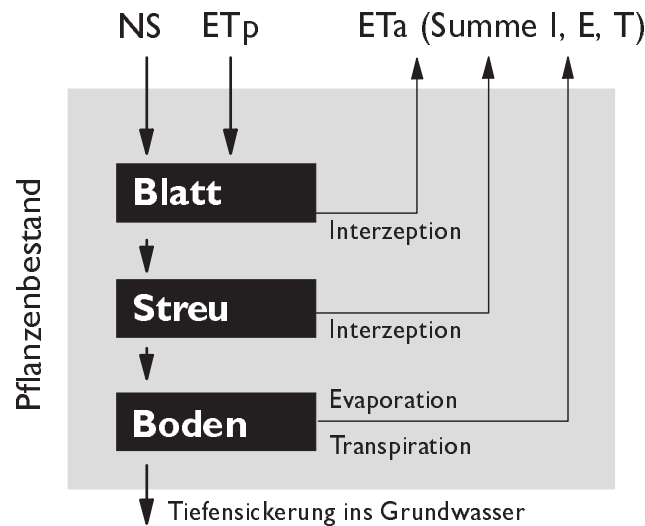 NS ETp ETa (Summe I, E, T)
Pflanzenbestand
Blatt
Interzeption
Streu
Interzeption
Evaporation
Boden
Transpiration
Tiefensickerung ins Grundwasser